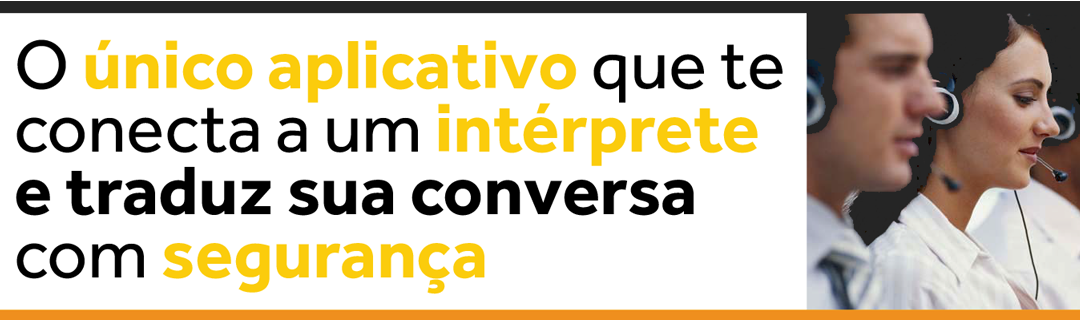 O único aplicativo que te
conecta a um intérprete
e traduz sua conversa
com segurança